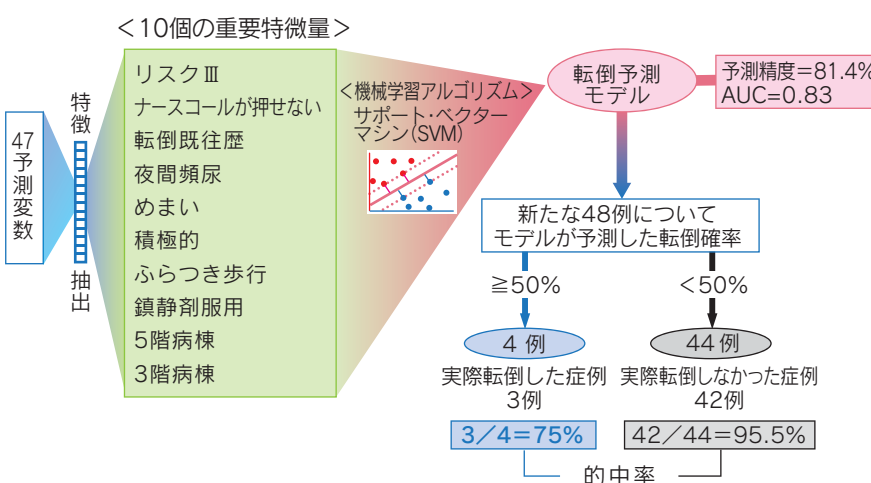 <10個の重要特微量>
47予測変数
特徴
抽出
リスクⅢ
ナースコールが押せない
転倒既往歴
夜間頻尿
めまい
積極的
ふらつき歩行
鎮静剤服用
5階病棟
3階病棟
<機械学習アルゴリズム>
サポート・ベクター
マシン(SVM)
転倒予測
モデル
予測精度=81.4%
AUC=0.83
新たな48例について
モデルが予測した転倒確率
≧50%
<50%
4 例
44例
実際転倒した症例
3例
実際転倒しなかった症例
42例
3/4=75%
42/44=95.5%
的中率